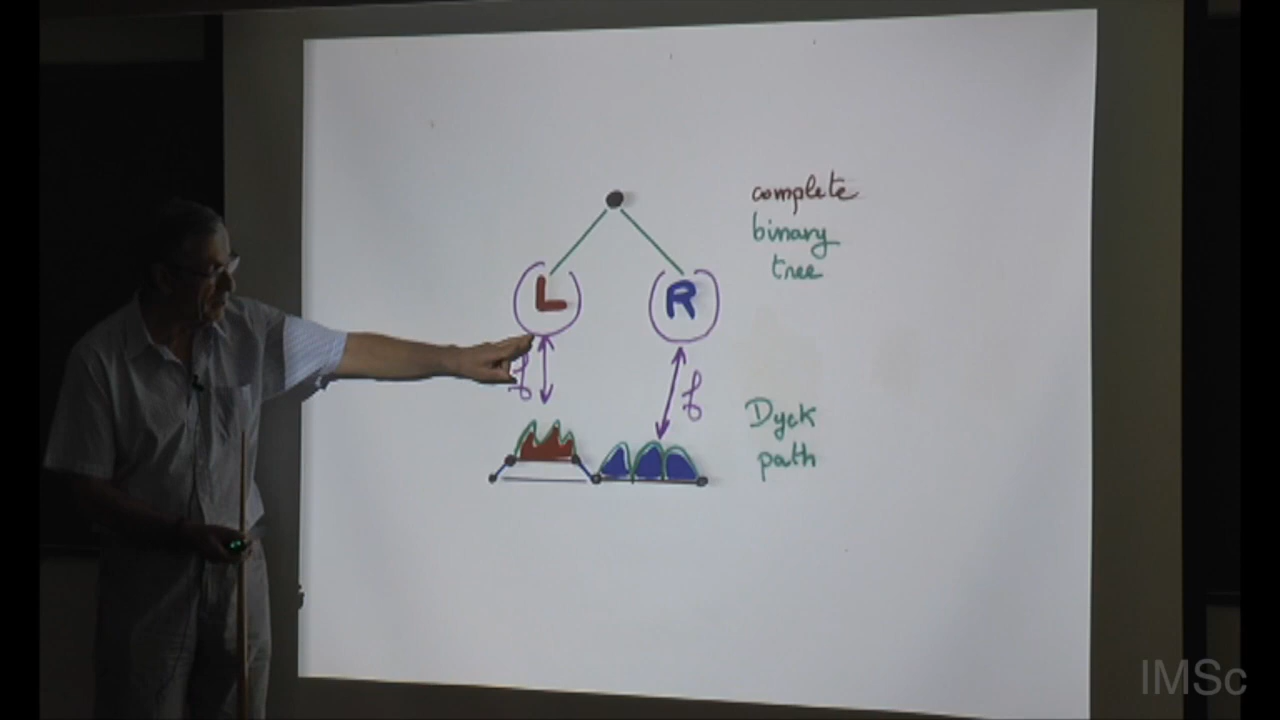 complete
binary
tree
(L)
(R)
f
f
Dyck
path
IMSc